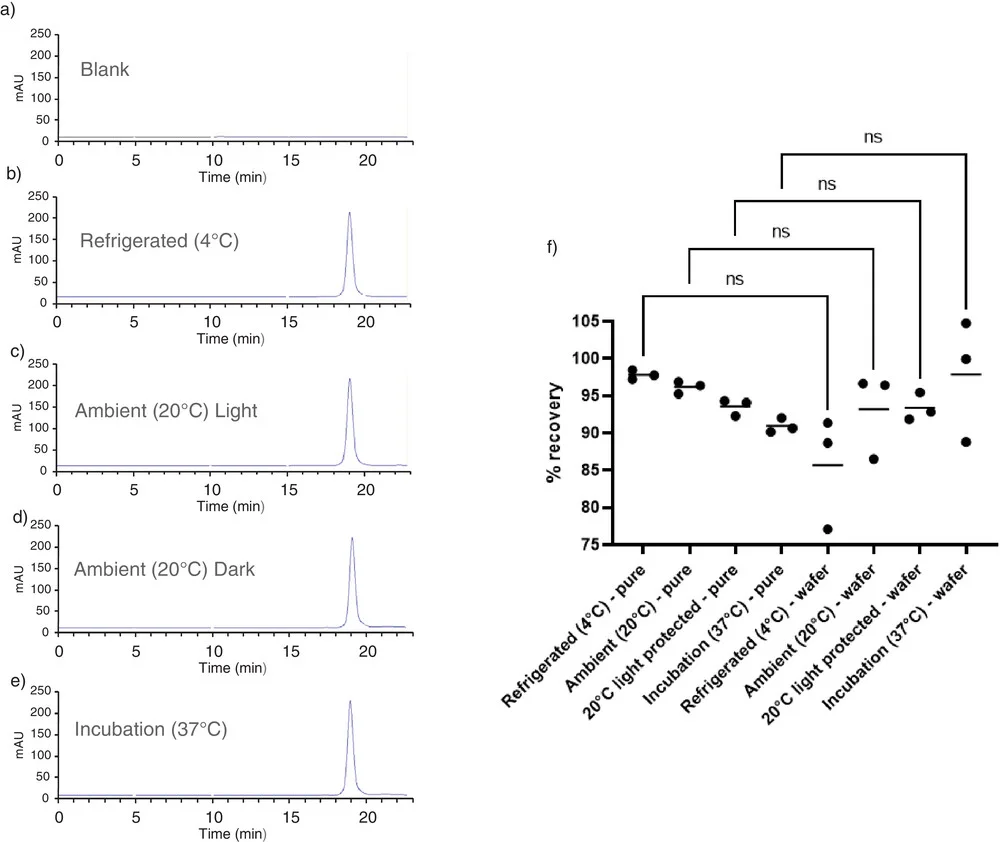 a)
250
200
150
100
50
0
mAU
Blank
0 5 10 15 20
Time (min)
b)
250
200
150
100
50
0
mAU
Refrigerated (4°C)
0 5 10 15 20
Time (min)
c)
250
200
150
100
50
0
mAU
Ambient (20°C) Light
0 5 10 15 20
Time (min)
d)
250
200
150
100
50
0
mAU
Ambient (20°C) Dark
0 5 10 15 20
Time (min)
e)
250
200
150
100
50
0
mAU
Incubation (37°C)
0 5 10 15 20
Time (min)
f)
ns
ns
ns
ns
105
100
95
90
85
80
75
% recovery
Refrigerated (4°C) - pure
Ambient (20°C) - pure
20°C light protected - pure
Incubation (37°C) - pure
Refrigerated (4°C) - wafer
Ambient (20°C) - wafer
20°C light protected - wafer
Incubation (37°C) - wafer